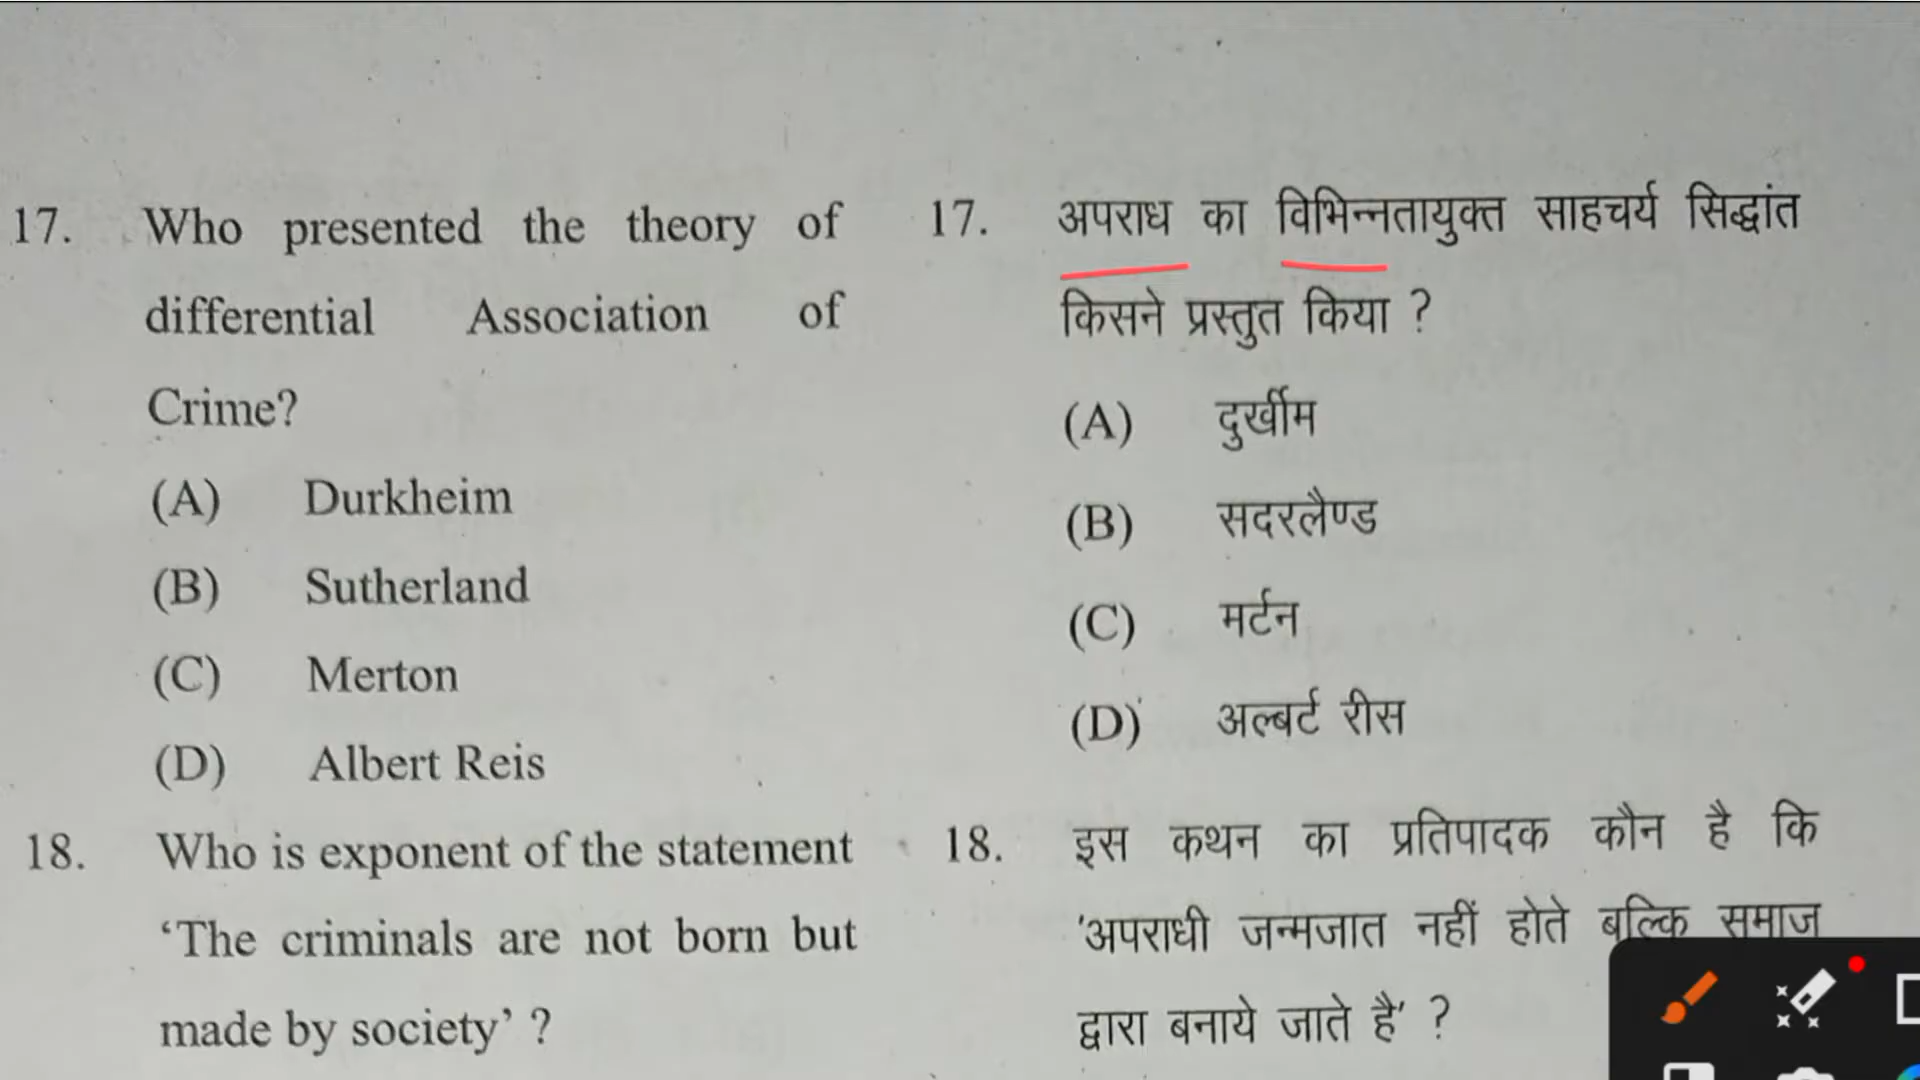 17. Who presented the theory of
differential Association of
Crime?
(A) Durkheim
(B) Sutherland
(C) Merton
(D) Albert Reis
18. Who is exponent of the statement
‘The criminals are not born but
made by society’ ?
17. अपराध का विभिन्नतायुक्त साहचर्य सिद्धांत
किसने प्रस्तुत किया ?
(A) दुर्खीम
(B) सदरलैण्ड
(C) मर्टन
(D) अल्बर्ट रीस
18. इस कथन का प्रतिपादक कौन है कि
'अपराधी जन्मजात नहीं होते बल्कि समाज
द्वारा बनाये जाते है' ?